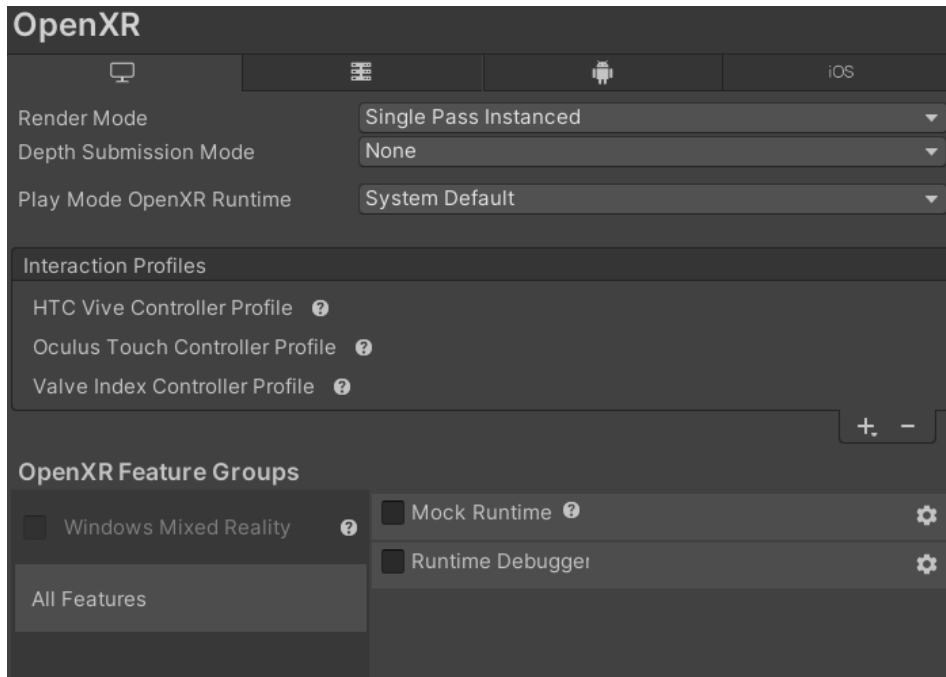 OpenXR
iOS
Render Mode Single Pass Instanced
Depth Submission Mode None
Play Mode OpenXR Runtime System Default
Interaction Profiles
HTC Vive Controller Profile ?
Oculus Touch Controller Profile ?
Valve Index Controller Profile ?
+ −
OpenXR Feature Groups
Windows Mixed Reality ?
All Features
Mock Runtime ?
Runtime Debugger